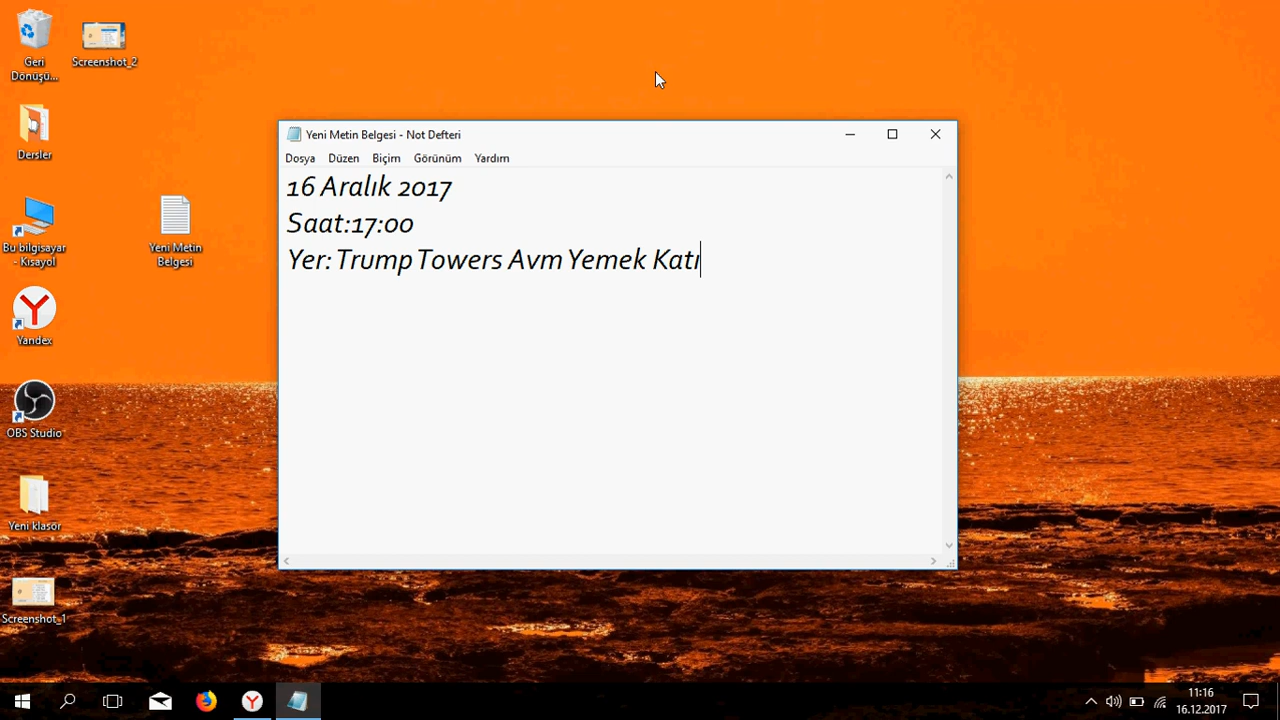 Geri
Dönüşü...
Screenshot_2
Dersler
Bu bilgisayar
- Kısayol
Yeni Metin
Belgesi
Yandex
OBS Studio
Yeni klasör
Screenshot_1
Yeni Metin Belgesi - Not Defteri
Dosya Düzen Biçim Görünüm Yardım
16 Aralık 2017
Saat:17:00
Yer: Trump Towers Avm Yemek Katı
11:16
16.12.2017